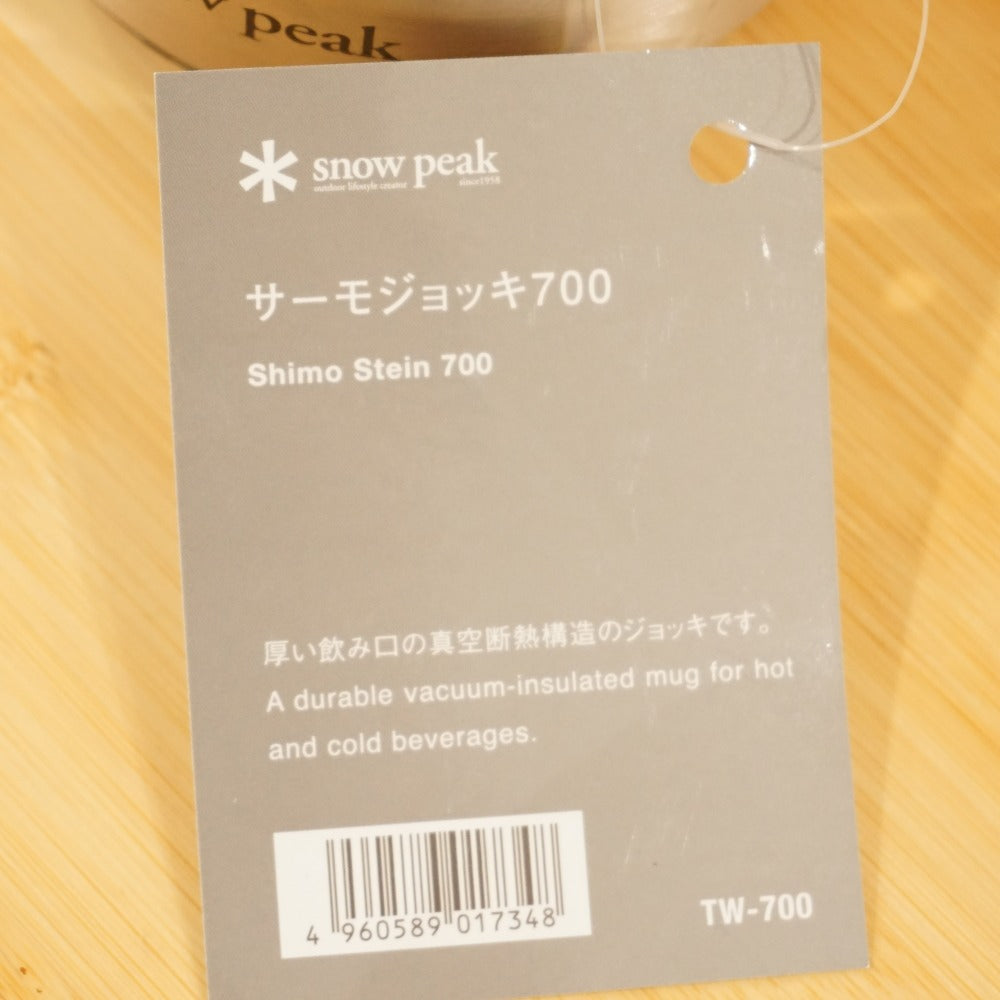 peak
snow peak
outdoor lifestyle creator since1958
サーモジョッキ700
Shimo Stein 700
厚い飲み口の真空断熱構造のジョッキです。
A durable vacuum-insulated mug for hot
and cold beverages.
4 960589 017348
TW-700